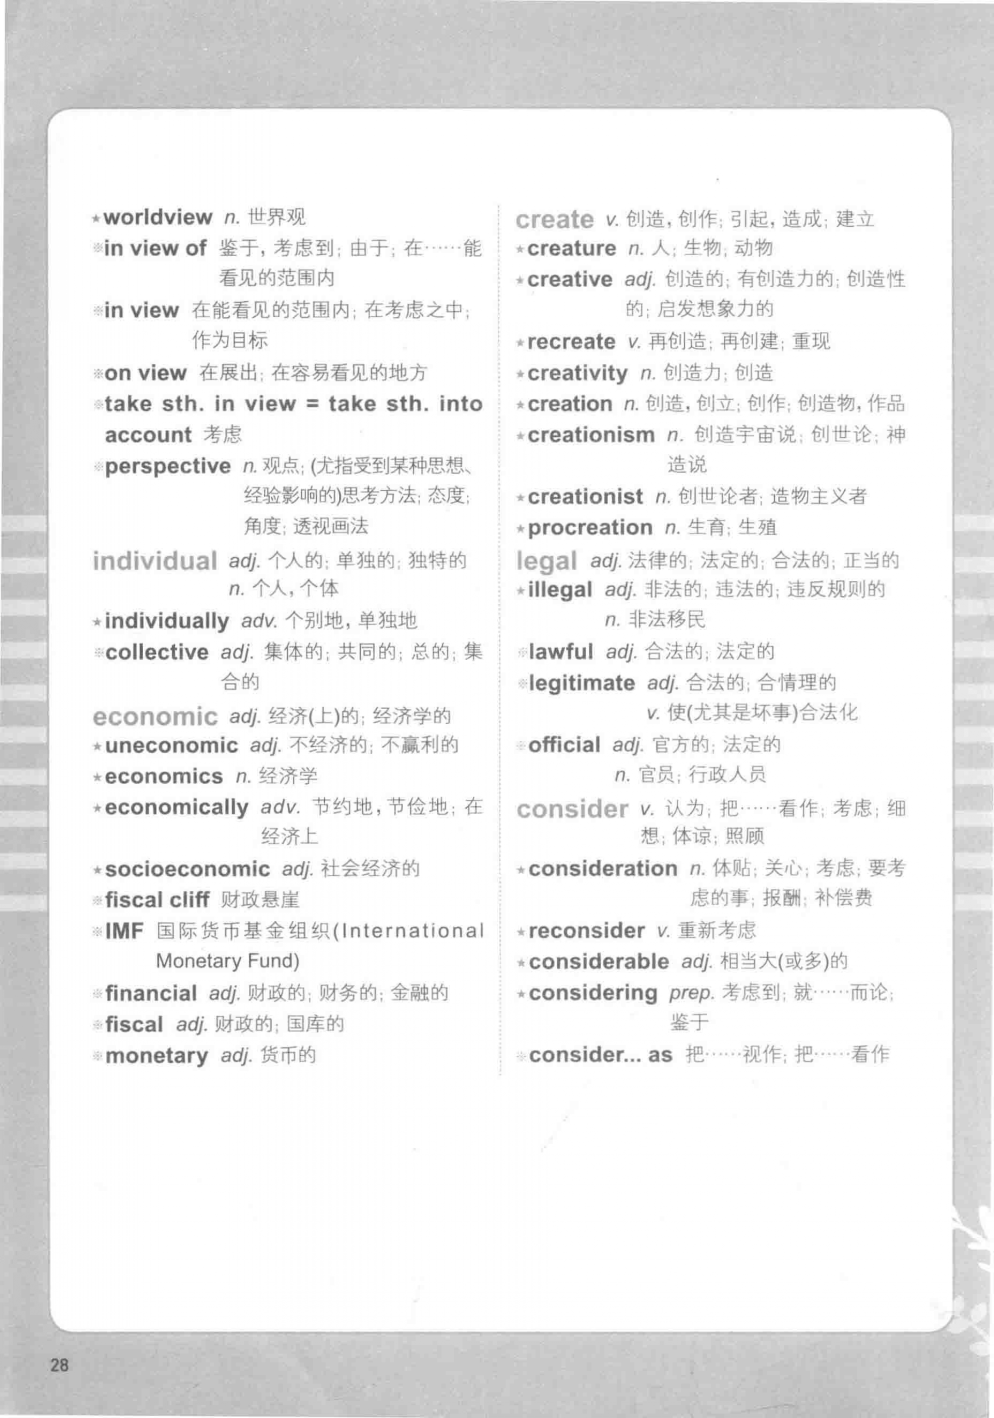 ★worldview n. 世界观
※in view of 鉴于, 考虑到; 由于; 在……能
看见的范围内
※in view 在能看见的范围内; 在考虑之中;
作为目标
※on view 在展出; 在容易看见的地方
※take sth. in view = take sth. into
account 考虑
※perspective n. 观点; (尤指受到某种思想、
经验影响的)思考方法; 态度;
角度; 透视画法
individual adj. 个人的; 单独的; 独特的
n. 个人, 个体
★individually adv. 个别地, 单独地
※collective adj. 集体的; 共同的; 总的; 集
合的
economic adj. 经济(上)的; 经济学的
★uneconomic adj. 不经济的; 不赢利的
★economics n. 经济学
★economically adv. 节约地, 节俭地; 在
经济上
★socioeconomic adj. 社会经济的
※fiscal cliff 财政悬崖
※IMF 国际货币基金组织(International
Monetary Fund)
※financial adj. 财政的; 财务的; 金融的
※fiscal adj. 财政的; 国库的
※monetary adj. 货币的
create v. 创造, 创作; 引起, 造成; 建立
★creature n. 人; 生物; 动物
★creative adj. 创造的; 有创造力的; 创造性
的; 启发想象力的
★recreate v. 再创造; 再创建; 重现
★creativity n. 创造力; 创造
★creation n. 创造, 创立; 创作; 创造物, 作品
★creationism n. 创造宇宙说; 创世论; 神
造说
★creationist n. 创世论者; 造物主义者
★procreation n. 生育; 生殖
legal adj. 法律的; 法定的; 合法的; 正当的
★illegal adj. 非法的; 违法的; 违反规则的
n. 非法移民
※lawful adj. 合法的; 法定的
※legitimate adj. 合法的; 合情理的
v. 使(尤其是坏事)合法化
※official adj. 官方的; 法定的
n. 官员; 行政人员
consider v. 认为; 把……看作; 考虑; 细
想; 体谅; 照顾
★consideration n. 体贴; 关心; 考虑; 要考
虑的事; 报酬; 补偿费
★reconsider v. 重新考虑
★considerable adj. 相当大(或多)的
★considering prep. 考虑到; 就……而论;
鉴于
※consider... as 把……视作; 把……看作
28